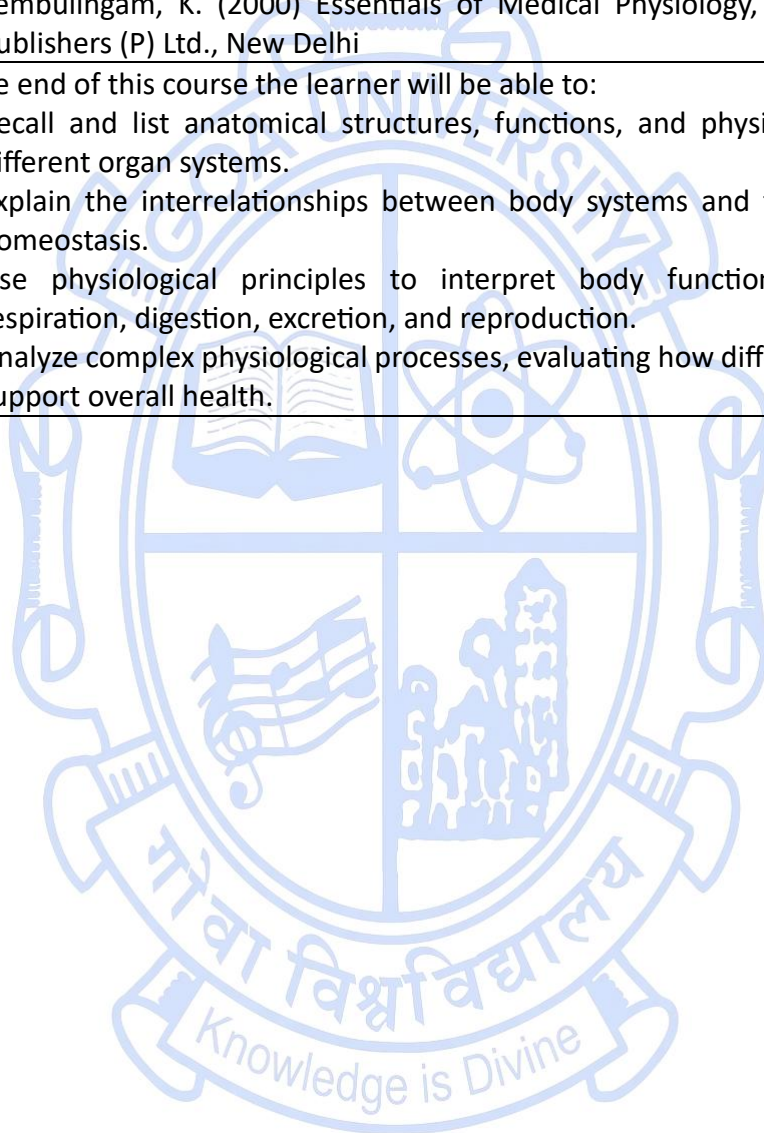 embulingam, K. (2000) Essentials of Medical Physiology,
ublishers (P) Ltd., New Delhi
e end of this course the learner will be able to:
ecall and list anatomical structures, functions, and physi
ifferent organ systems.
xplain the interrelationships between body systems and
omeostasis.
se physiological principles to interpret body function
espiration, digestion, excretion, and reproduction.
nalyze complex physiological processes, evaluating how diff
upport overall health.
GOA UNIVERSITY
गोंवा विश्वविद्यालय
Knowledge is Divine